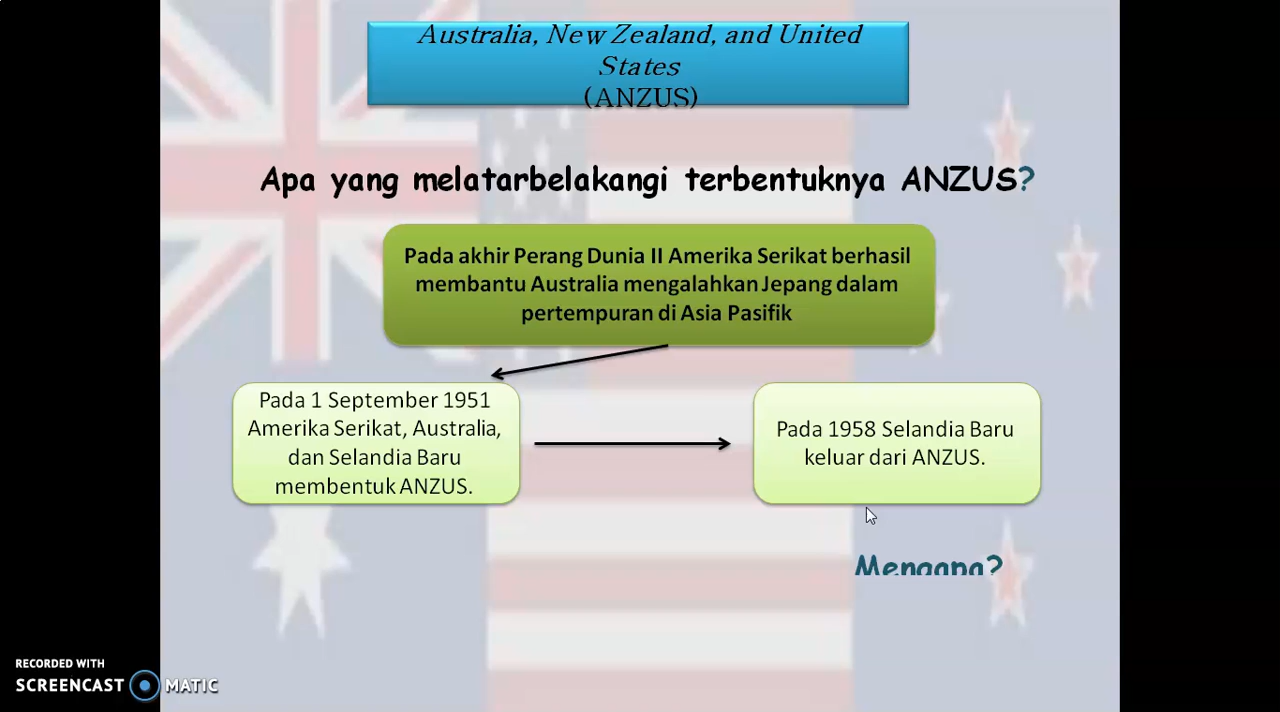 Australia, New Zealand, and United
States
(ANZUS)
Apa yang melatarbelakangi terbentuknya ANZUS?
Pada akhir Perang Dunia II Amerika Serikat berhasil
membantu Australia mengalahkan Jepang dalam
pertempuran di Asia Pasifik
Pada 1 September 1951
Amerika Serikat, Australia,
dan Selandia Baru
membentuk ANZUS.
Pada 1958 Selandia Baru
keluar dari ANZUS.
Mengapa?
RECORDED WITH
SCREENCAST MATIC